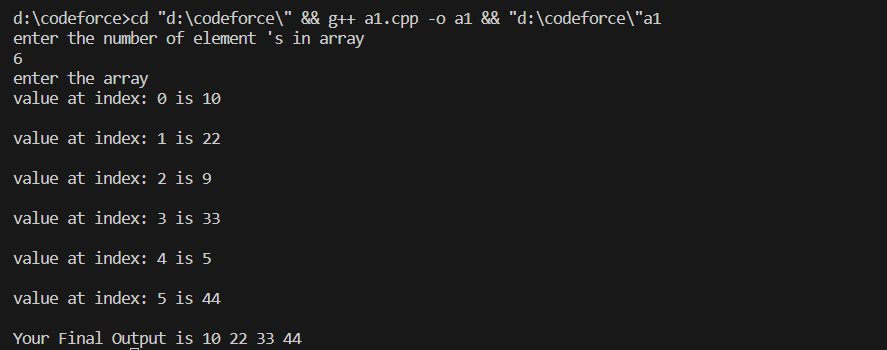 d:\codeforce>cd "d:\codeforce\" && g++ a1.cpp -o a1 && "d:\codeforce\"a1
enter the number of element 's in array
6
enter the array
value at index: 0 is 10
value at index: 1 is 22
value at index: 2 is 9
value at index: 3 is 33
value at index: 4 is 5
value at index: 5 is 44
Your Final Output is 10 22 33 44